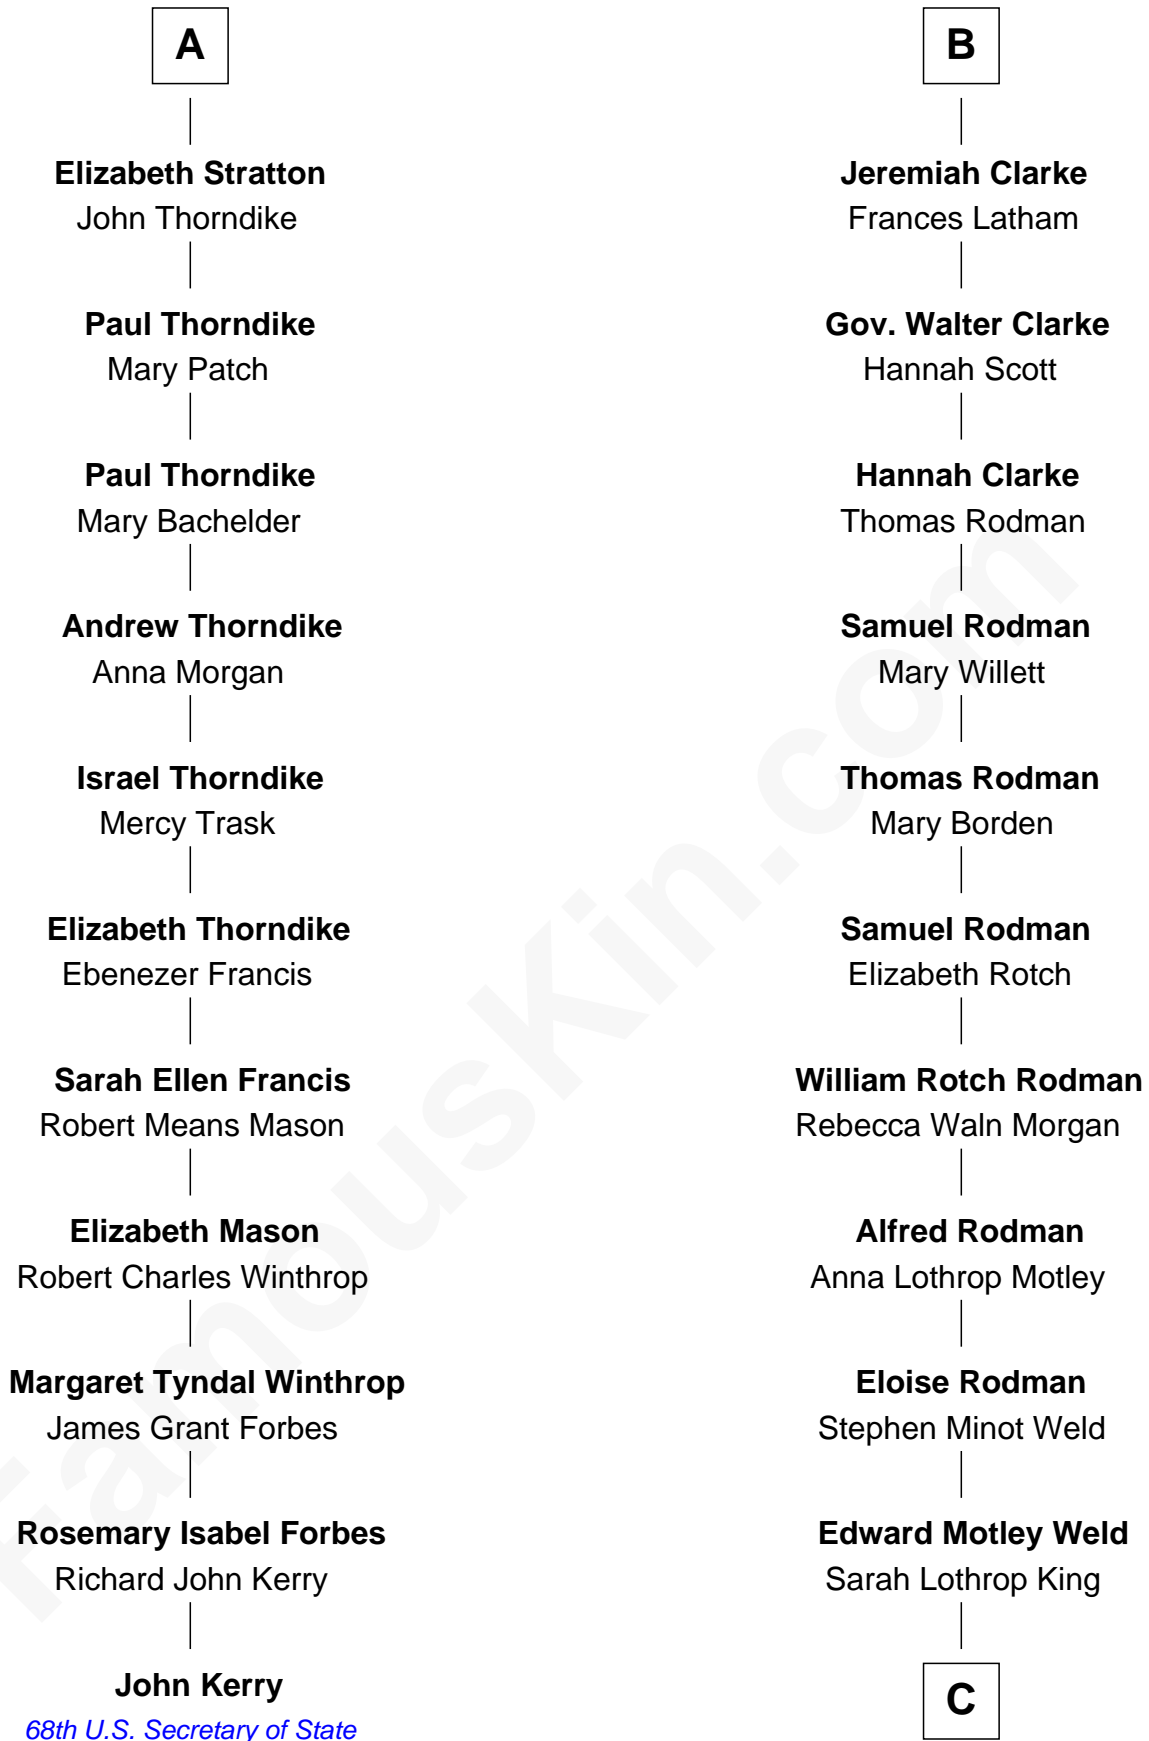 A
Elizabeth Stratton
John Thorndike
Paul Thorndike
Mary Patch
Paul Thorndike
Mary Bachelder
Andrew Thorndike
Anna Morgan
Israel Thorndike
Mercy Trask
Elizabeth Thorndike
Ebenezer Francis
Sarah Ellen Francis
Robert Means Mason
Elizabeth Mason
Robert Charles Winthrop
Margaret Tyndal Winthrop
James Grant Forbes
Rosemary Isabel Forbes
Richard John Kerry
John Kerry
68th U.S. Secretary of State
B
Jeremiah Clarke
Frances Latham
Gov. Walter Clarke
Hannah Scott
Hannah Clarke
Thomas Rodman
Samuel Rodman
Mary Willett
Thomas Rodman
Mary Borden
Samuel Rodman
Elizabeth Rotch
William Rotch Rodman
Rebecca Waln Morgan
Alfred Rodman
Anna Lothrop Motley
Eloise Rodman
Stephen Minot Weld
Edward Motley Weld
Sarah Lothrop King
C
FamousKin.com